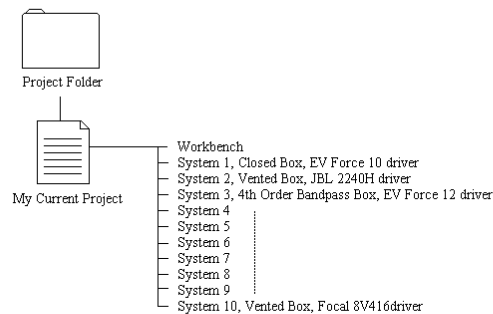 Project Folder
My Current Project
Workbench
System 1, Closed Box, EV Force 10 driver
System 2, Vented Box, JBL 2240H driver
System 3, 4th Order Bandpass Box, EV Force 12 driver
System 4
System 5
System 6
System 7
System 8
System 9
System 10, Vented Box, Focal 8V416driver